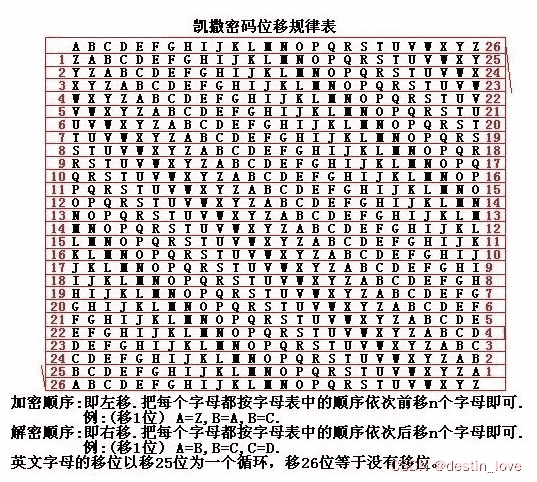 凯撒密码位移规律表
A B C D E F G H I J K L M N O P Q R S T U V W X Y Z 26
1 Z A B C D E F G H I J K L M N O P Q R S T U V W X Y 25
2 Y Z A B C D E F G H I J K L M N O P Q R S T U V W X 24
3 X Y Z A B C D E F G H I J K L M N O P Q R S T U V W 23
4 W X Y Z A B C D E F G H I J K L M N O P Q R S T U V 22
5 V W X Y Z A B C D E F G H I J K L M N O P Q R S T U 21
6 U V W X Y Z A B C D E F G H I J K L M N O P Q R S T 20
7 T U V W X Y Z A B C D E F G H I J K L M N O P Q R S 19
8 S T U V W X Y Z A B C D E F G H I J K L M N O P Q R 18
9 R S T U V W X Y Z A B C D E F G H I J K L M N O P Q 17
10 Q R S T U V W X Y Z A B C D E F G H I J K L M N O P 16
11 P Q R S T U V W X Y Z A B C D E F G H I J K L M N O 15
12 O P Q R S T U V W X Y Z A B C D E F G H I J K L M N 14
13 N O P Q R S T U V W X Y Z A B C D E F G H I J K L M 13
14 M N O P Q R S T U V W X Y Z A B C D E F G H I J K L 12
15 L M N O P Q R S T U V W X Y Z A B C D E F G H I J K 11
16 K L M N O P Q R S T U V W X Y Z A B C D E F G H I J 10
17 J K L M N O P Q R S T U V W X Y Z A B C D E F G H I 9
18 I J K L M N O P Q R S T U V W X Y Z A B C D E F G H 8
19 H I J K L M N O P Q R S T U V W X Y Z A B C D E F G 7
20 G H I J K L M N O P Q R S T U V W X Y Z A B C D E F 6
21 F G H I J K L M N O P Q R S T U V W X Y Z A B C D E 5
22 E F G H I J K L M N O P Q R S T U V W X Y Z A B C D 4
23 D E F G H I J K L M N O P Q R S T U V W X Y Z A B C 3
24 C D E F G H I J K L M N O P Q R S T U V W X Y Z A B 2
25 B C D E F G H I J K L M N O P Q R S T U V W X Y Z A 1
26 A B C D E F G H I J K L M N O P Q R S T U V W X Y Z
加密顺序:即左移.把每个字母都按字母表中的顺序依次前移n个字母即可.
例:(移1位) A=Z,B=A,B=C.
解密顺序:即右移.把每个字母都按字母表中的顺序依次后移n个字母即可.
例:(移1位) A=B,B=C,C=D.
英文字母的移位以移25位为一个循环，移26位等于没有移位.
CSDN @destin_love